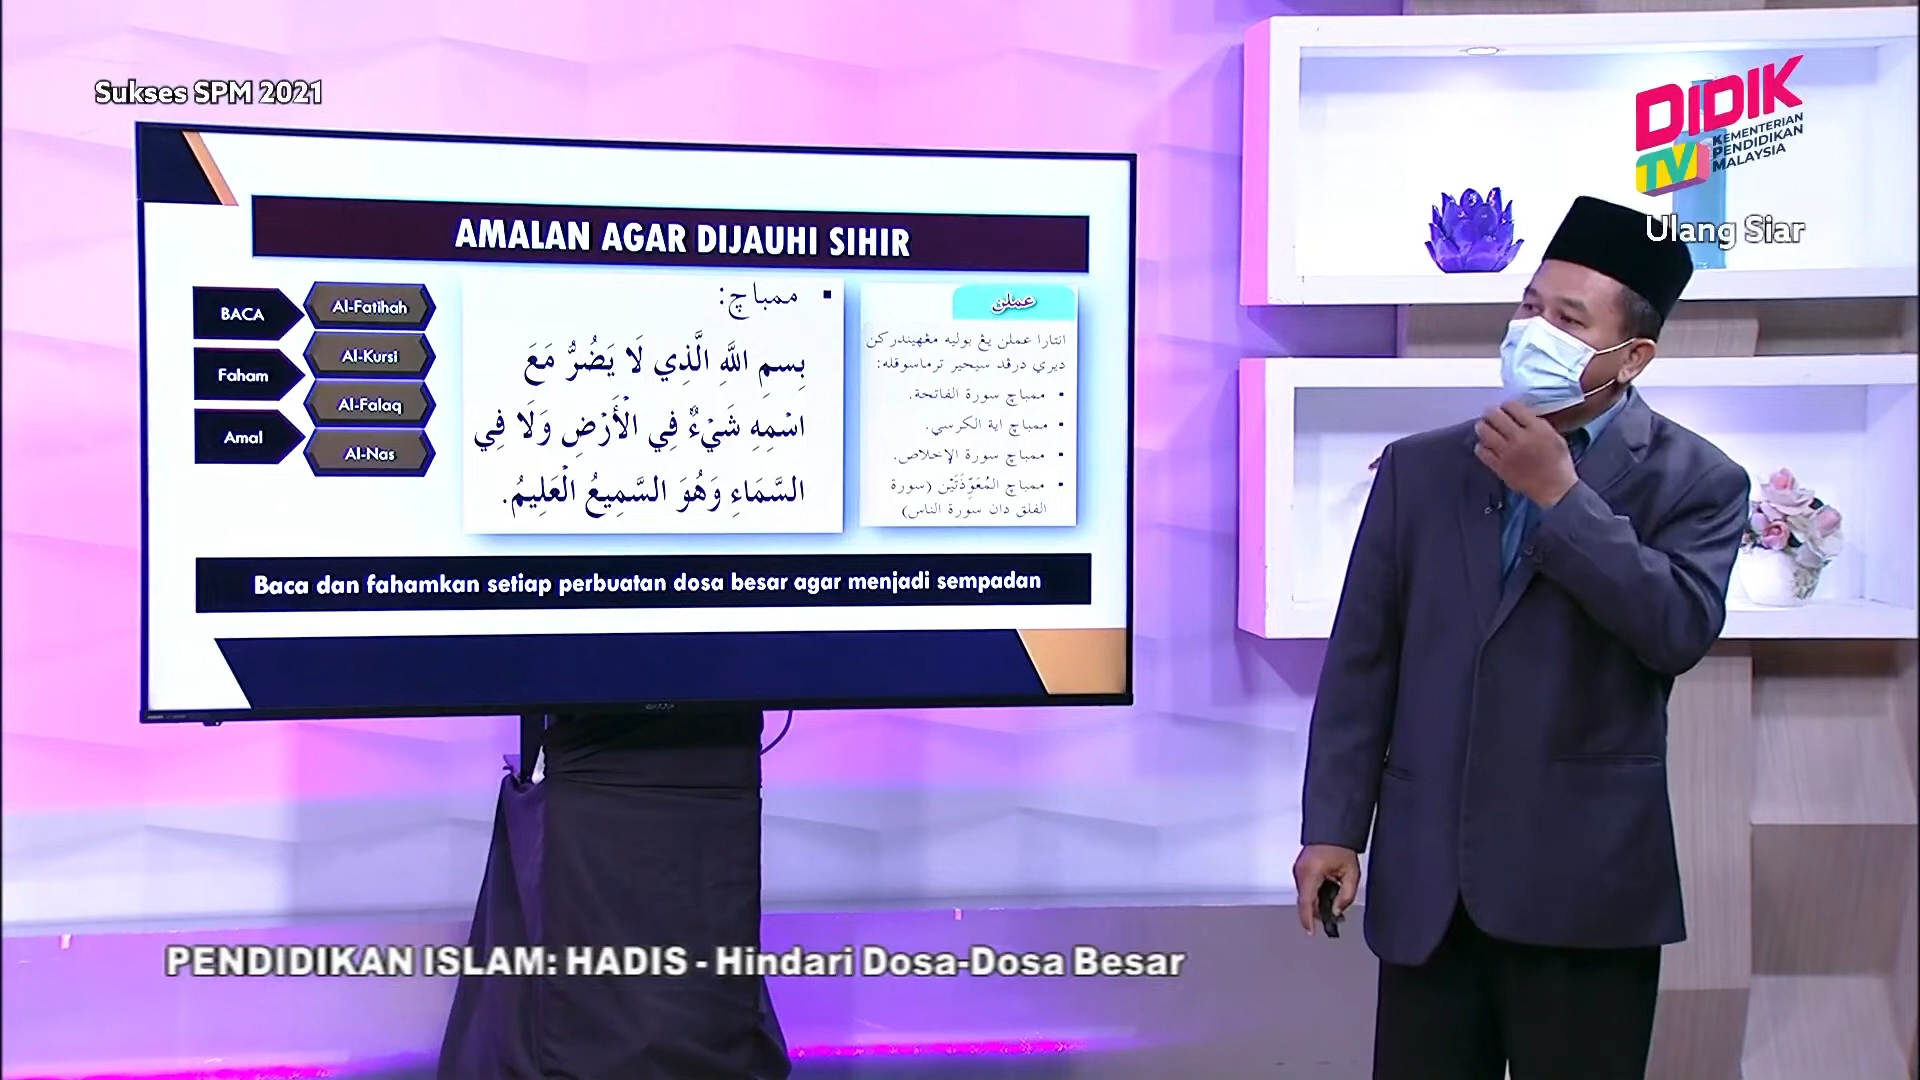 Sukses SPM 2021
DIDIK
TV
KEMENTERIAN
PENDIDIKAN
MALAYSIA
Ulang Siar
AMALAN AGAR DIJAUHI SIHIR
BACA
Faham
Amal
Al-Fatihah
Al-Kursi
Al-Falaq
Al-Nas
▪ ممباچ:
بِسمِ اللَّهِ الَّذِي لَا يَضُرُّ مَعَ
اسْمِهِ شَيْءٌ فِي الْأَرْضِ وَلَا فِي
السَّمَاءِ وَهُوَ السَّمِيعُ الْعَلِيمُ.
عملن
انتارا عملن يڠ بوليه مڠهيندركن
ديري درڤد سيحير ترماسوقله:
▪ ممباچ سورة الفاتحة.
▪ ممباچ اية الكرسي.
▪ ممباچ سورة الإخلاص.
▪ ممباچ المُعَوِّذَتَيْن (سورة
الفلق دان سورة الناس)
Baca dan fahamkan setiap perbuatan dosa besar agar menjadi sempadan
PENDIDIKAN ISLAM: HADIS - Hindari Dosa-Dosa Besar